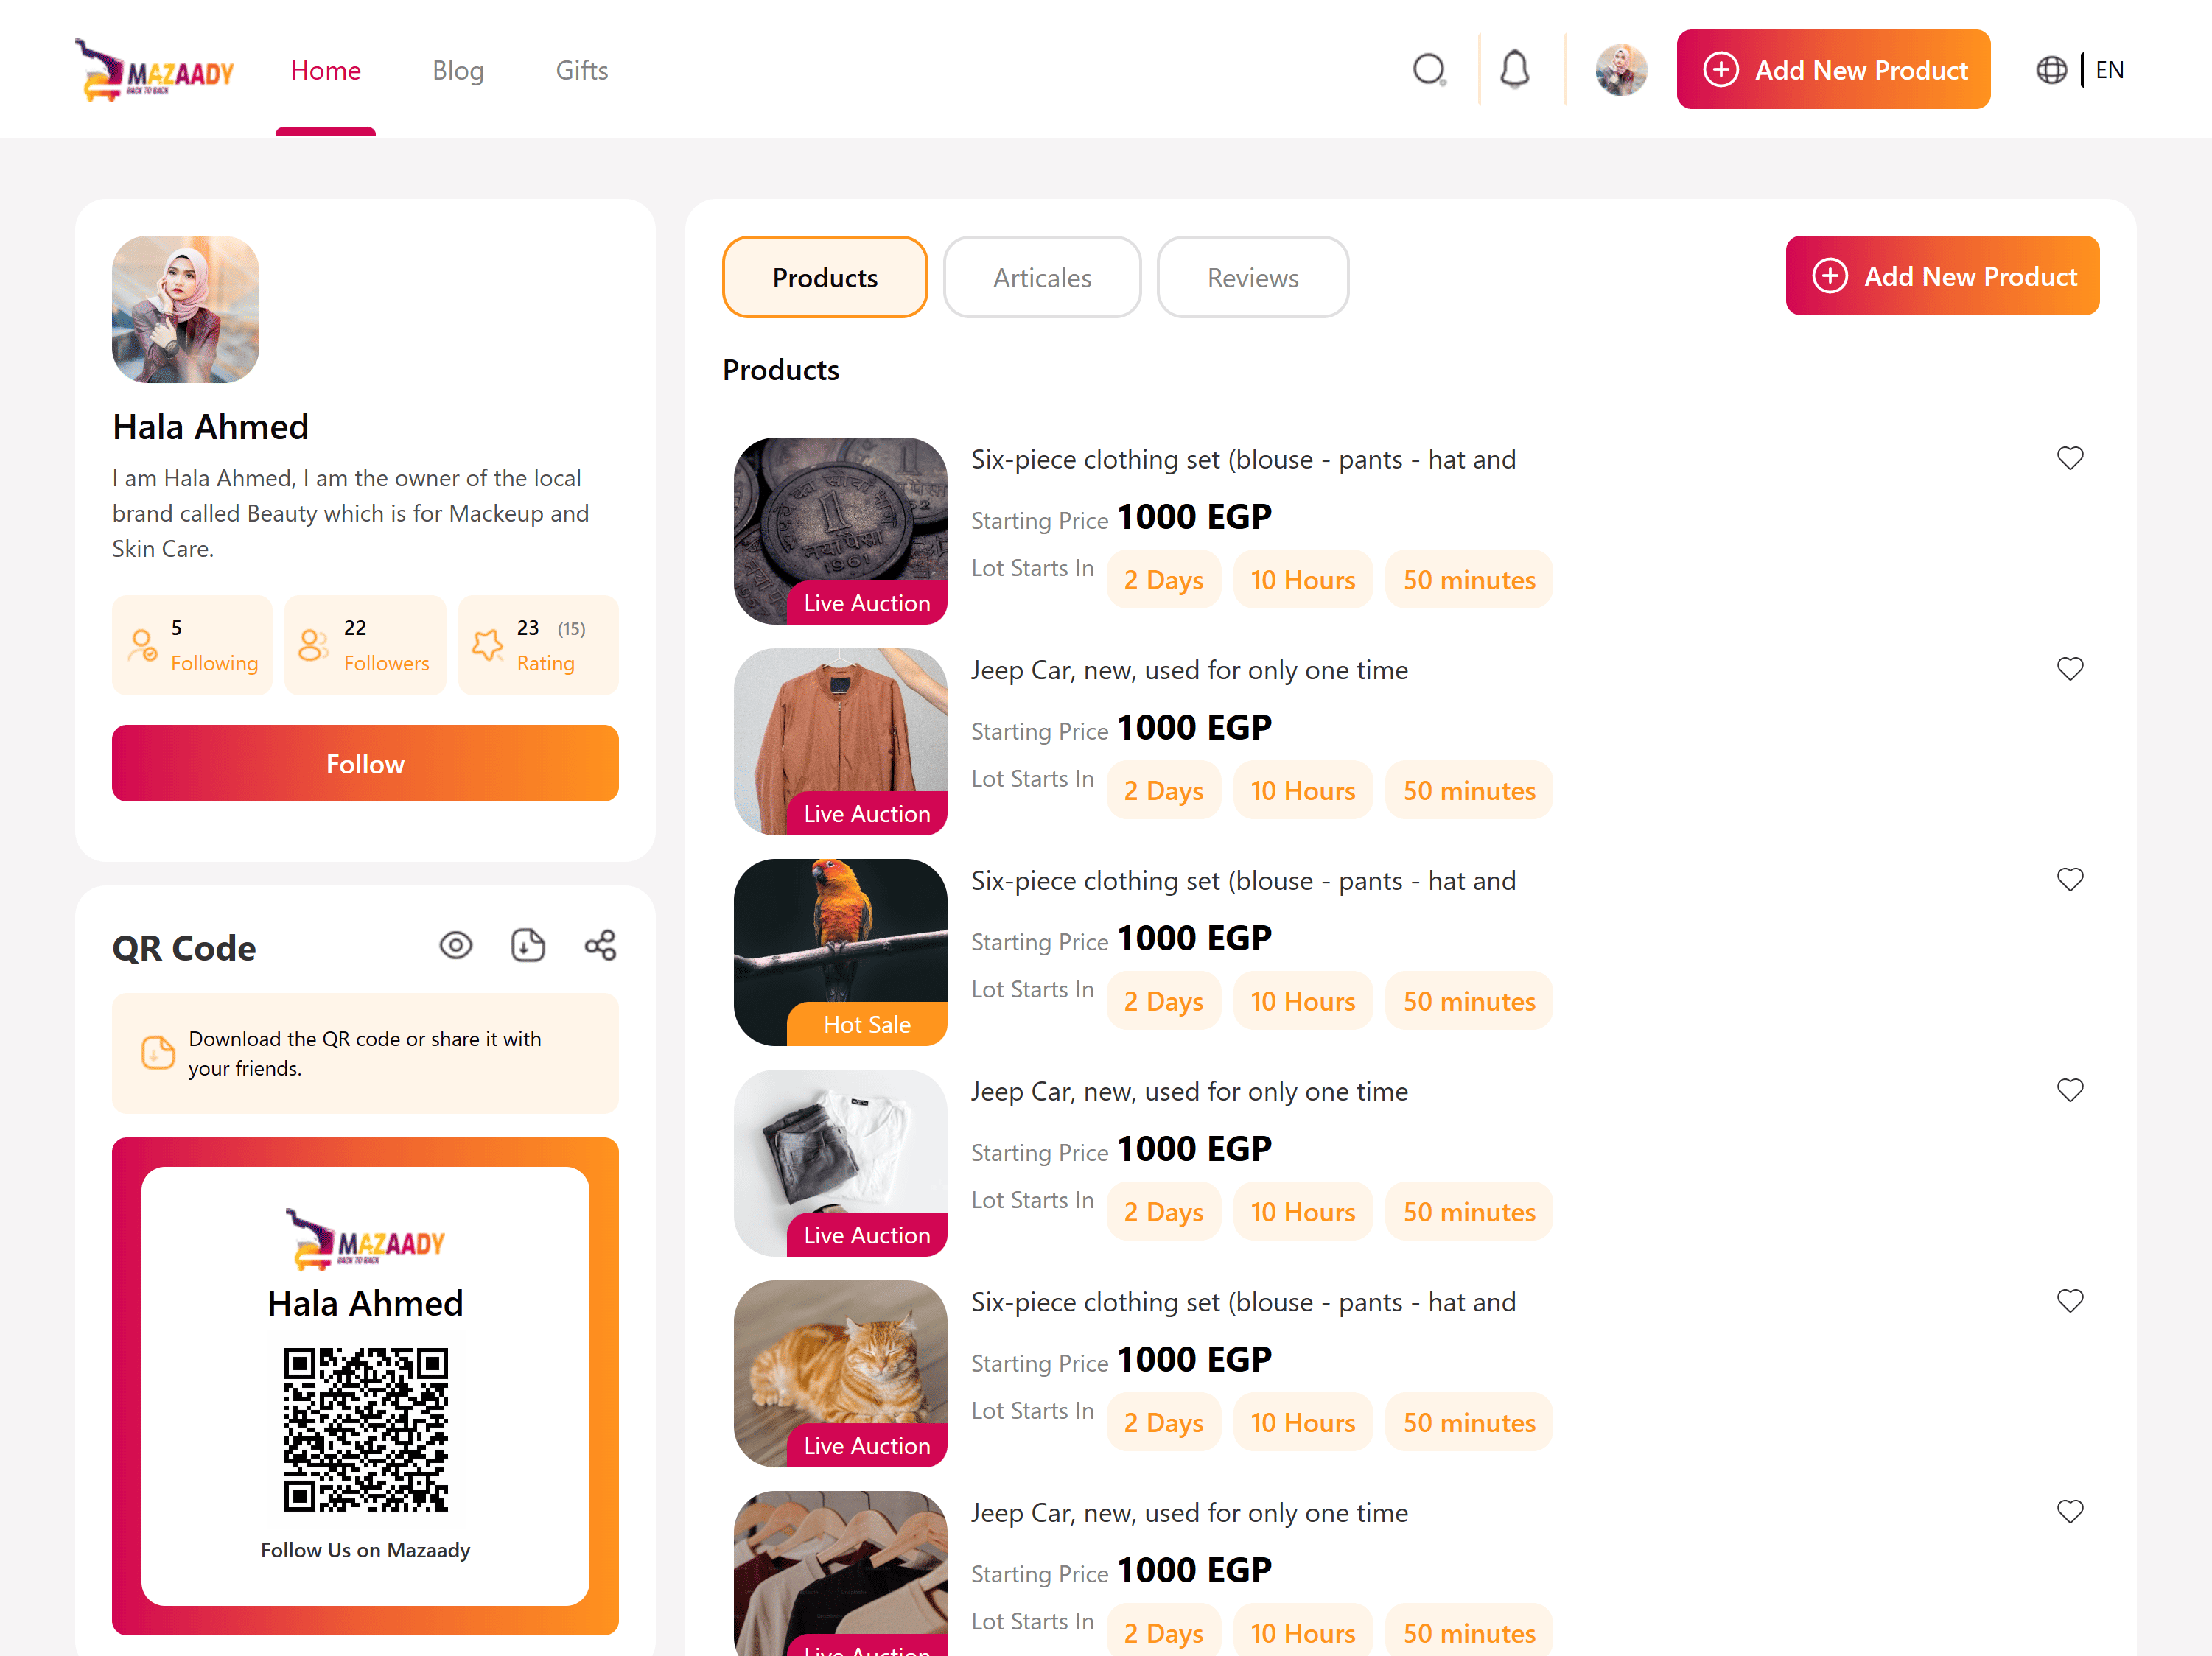 MAZAADY
BACK TO BACK
Home
Blog
Gifts
Add New Product
EN
Hala Ahmed
I am Hala Ahmed, I am the owner of the local
brand called Beauty which is for Mackeup and
Skin Care.
5
Following
22
Followers
23 (15)
Rating
Follow
QR Code
Download the QR code or share it with
your friends.
MAZAADY
BACK TO BACK
Hala Ahmed
Follow Us on Mazaady
Products
Articales
Reviews
Add New Product
Products
1
नया पैसा
1961
Live Auction
Six-piece clothing set (blouse - pants - hat and
Starting Price 1000 EGP
Lot Starts In 2 Days 10 Hours 50 minutes
Live Auction
Jeep Car, new, used for only one time
Starting Price 1000 EGP
Lot Starts In 2 Days 10 Hours 50 minutes
Hot Sale
Six-piece clothing set (blouse - pants - hat and
Starting Price 1000 EGP
Lot Starts In 2 Days 10 Hours 50 minutes
Live Auction
Jeep Car, new, used for only one time
Starting Price 1000 EGP
Lot Starts In 2 Days 10 Hours 50 minutes
Live Auction
Six-piece clothing set (blouse - pants - hat and
Starting Price 1000 EGP
Lot Starts In 2 Days 10 Hours 50 minutes
Live Auction
Jeep Car, new, used for only one time
Starting Price 1000 EGP
Lot Starts In 2 Days 10 Hours 50 minutes